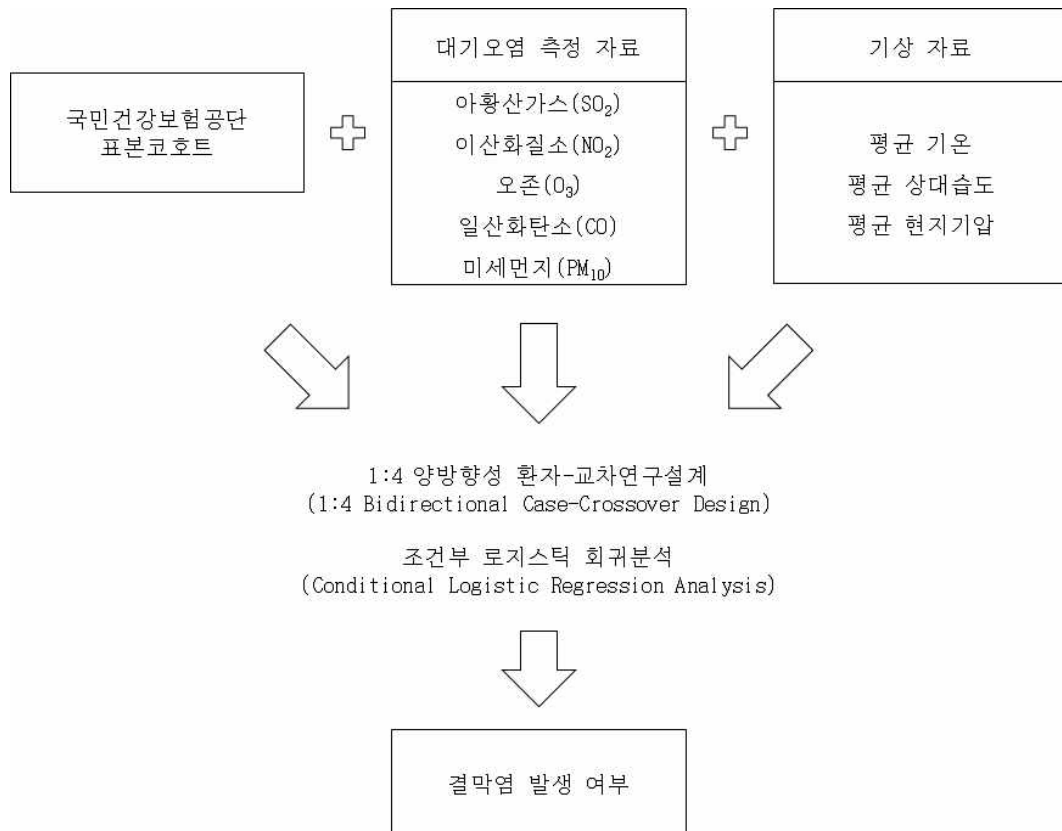 국민건강보험공단
표본코호트
대기오염 측정 자료
아황산가스(SO₂)
이산화질소(NO₂)
오존(O₃)
일산화탄소(CO)
미세먼지(PM₁₀)
기상 자료
평균 기온
평균 상대습도
평균 현지기압
1:4 양방향성 환자-교차연구설계
(1:4 Bidirectional Case-Crossover Design)
조건부 로지스틱 회귀분석
(Conditional Logistic Regression Analysis)
결막염 발생 여부